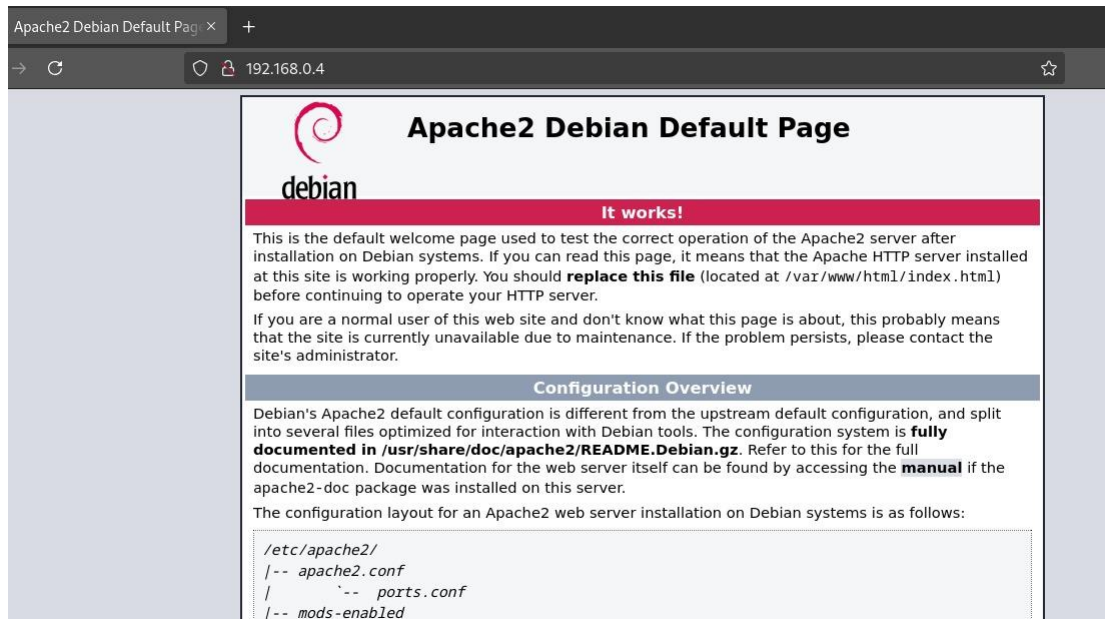 Apache2 Debian Default Pag
192.168.0.4
debian
Apache2 Debian Default Page
It works!
This is the default welcome page used to test the correct operation of the Apache2 server after
installation on Debian systems. If you can read this page, it means that the Apache HTTP server installed
at this site is working properly. You should replace this file (located at /var/www/html/index.html)
before continuing to operate your HTTP server.
If you are a normal user of this web site and don't know what this page is about, this probably means
that the site is currently unavailable due to maintenance. If the problem persists, please contact the
site's administrator.
Configuration Overview
Debian's Apache2 default configuration is different from the upstream default configuration, and split
into several files optimized for interaction with Debian tools. The configuration system is fully
documented in /usr/share/doc/apache2/README.Debian.gz. Refer to this for the full
documentation. Documentation for the web server itself can be found by accessing the manual if the
apache2-doc package was installed on this server.
The configuration layout for an Apache2 web server installation on Debian systems is as follows:
/etc/apache2/
|-- apache2.conf
|       `--  ports.conf
|-- mods-enabled